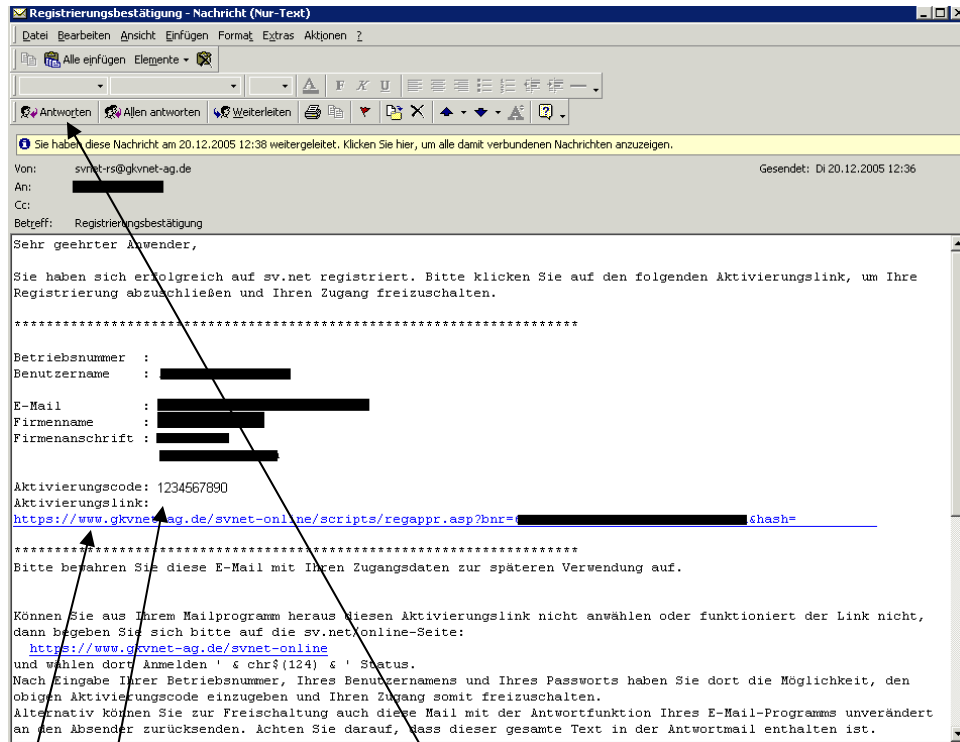 Registrierungsbestätigung - Nachricht (Nur-Text)
Datei Bearbeiten Ansicht Einfügen Format Extras Aktionen ?
Alle einfügen Elemente
A F K U
Antworten Allen antworten Weiterleiten
Sie haben diese Nachricht am 20.12.2005 12:38 weitergeleitet. Klicken Sie hier, um alle damit verbundenen Nachrichten anzuzeigen.
Von: svnet-rs@gkvnet-ag.de Gesendet: Di 20.12.2005 12:36
An:
Cc:
Betreff: Registrierungsbestätigung
Sehr geehrter Anwender,
Sie haben sich erfolgreich auf sv.net registriert. Bitte klicken Sie auf den folgenden Aktivierungslink, um Ihre
Registrierung abzuschließen und Ihren Zugang freizuschalten.
**********************************************************************
Betriebsnummer :
Benutzername :
E-Mail :
Firmenname :
Firmenanschrift :
Aktivierungscode: 1234567890
Aktivierungslink:
https://www.gkvnet-ag.de/svnet-online/scripts/regappr.asp?bnr= &hash=
**********************************************************************
Bitte bewahren Sie diese E-Mail mit Ihren Zugangsdaten zur späteren Verwendung auf.
Können Sie aus Ihrem Mailprogramm heraus diesen Aktivierungslink nicht anwählen oder funktioniert der Link nicht,
dann begeben Sie sich bitte auf die sv.net/online-Seite:
https://www.gkvnet-ag.de/svnet-online
und wählen dort Anmelden ' & chr$(124) & ' Status.
Nach Eingabe Ihrer Betriebsnummer, Ihres Benutzernamens und Ihres Passworts haben Sie dort die Möglichkeit, den
obigen Aktivierungscode einzugeben und Ihren Zugang somit freizuschalten.
Alternativ können Sie zur Freischaltung auch diese Mail mit der Antwortfunktion Ihres E-Mail-Programms unverändert
an den Absender zurücksenden. Achten Sie darauf, dass dieser gesamte Text in der Antwortmail enthalten ist.